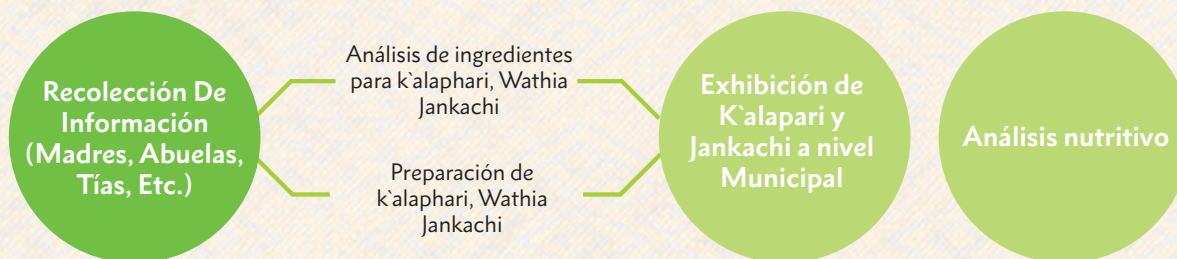 Recolección De
Información
(Madres, Abuelas,
Tías, Etc.)
Análisis de ingredientes
para k`alaphari, Wathia
Jankachi
Preparación de
k`alaphari, Wathia
Jankachi
Exhibición de
K`alapari y
Jankachi a nivel
Municipal
Análisis nutritivo